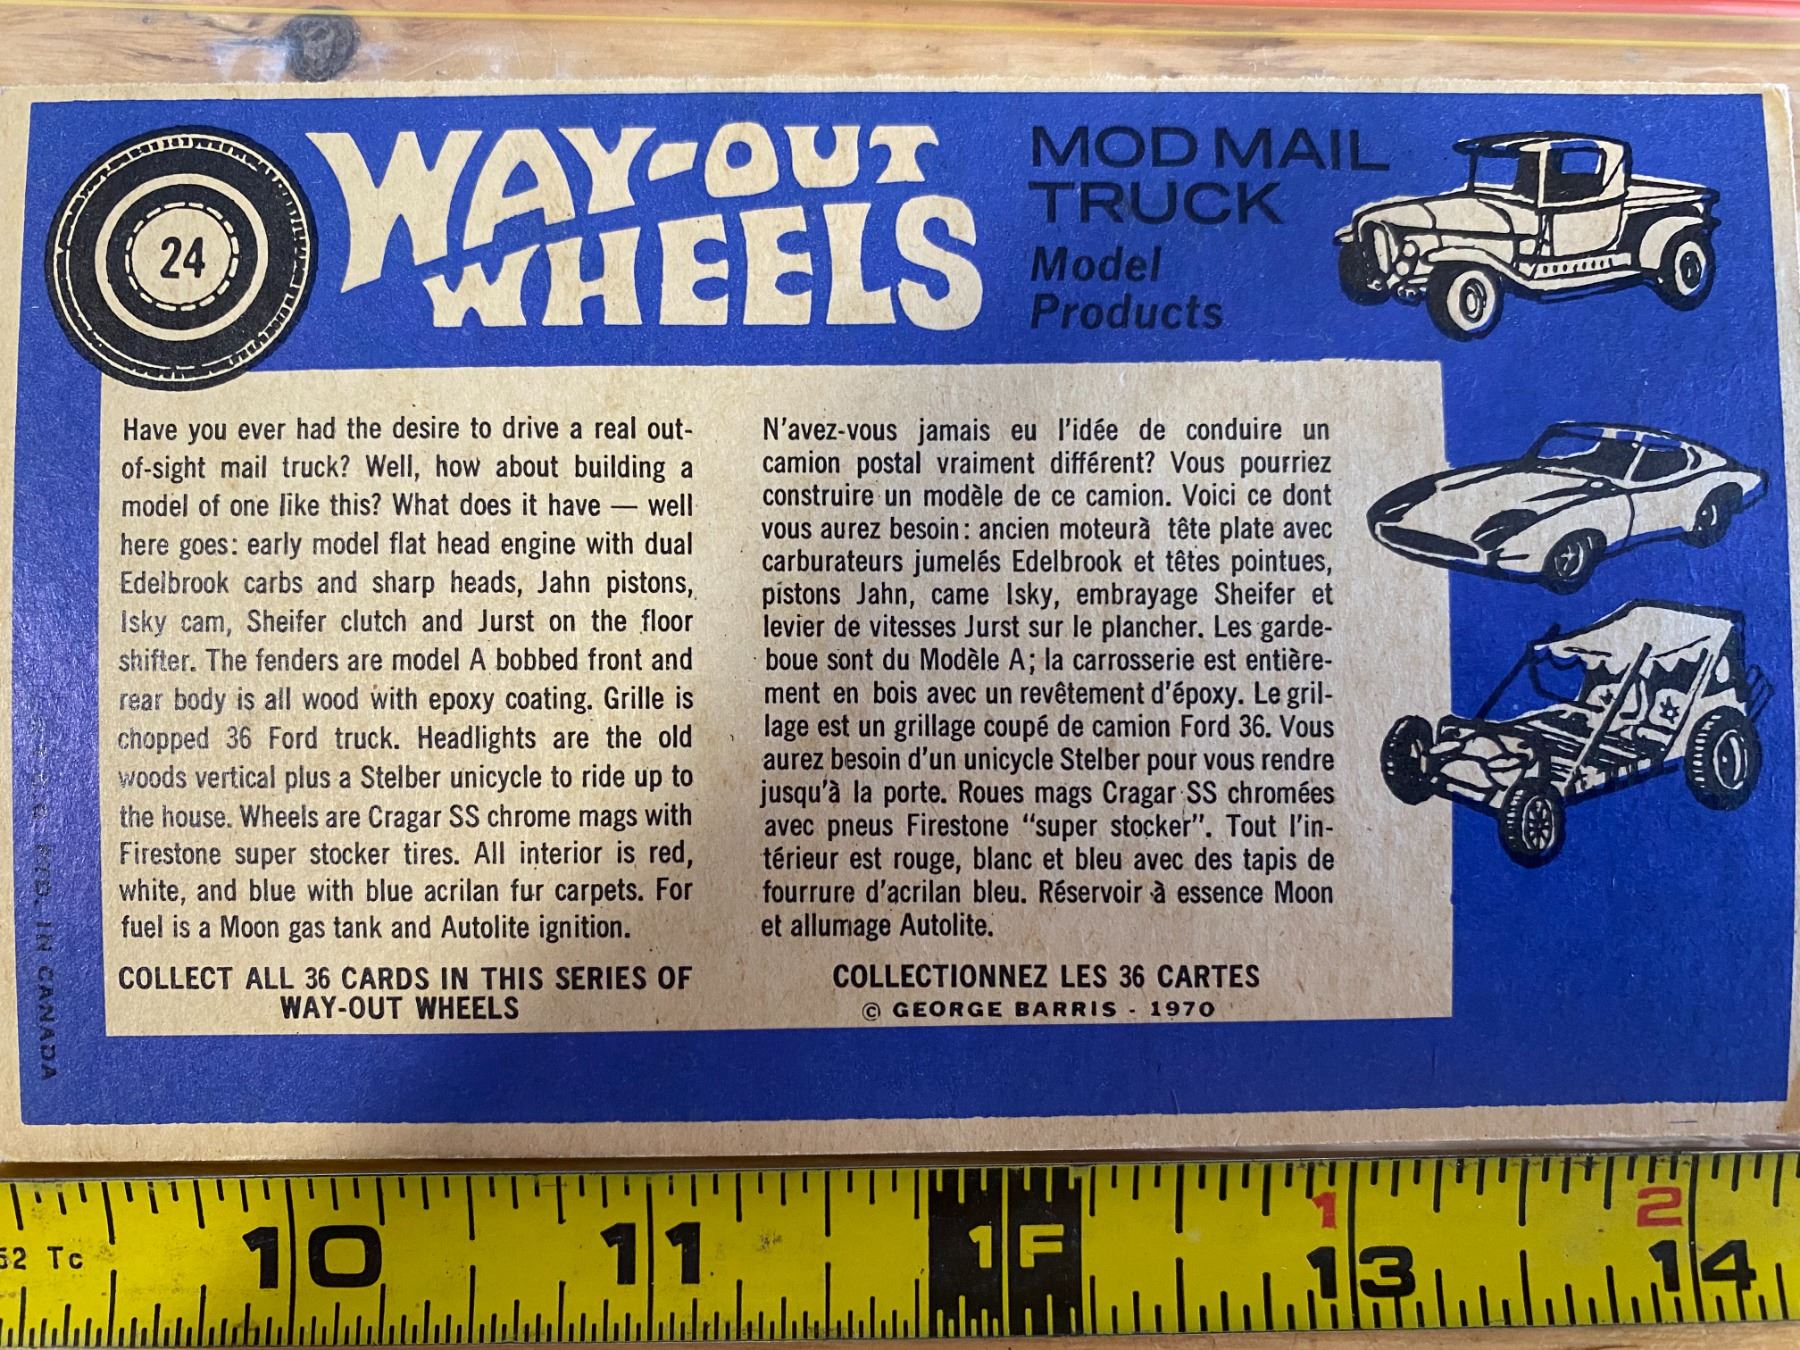 24
WAY-OUT
WHEELS
MOD MAIL
TRUCK
Model
Products
Have you ever had the desire to drive a real out-
of-sight mail truck? Well, how about building a
model of one like this? What does it have — well
here goes: early model flat head engine with dual
Edelbrook carbs and sharp heads, Jahn pistons,
Isky cam, Sheifer clutch and Jurst on the floor
shifter. The fenders are model A bobbed front and
rear body is all wood with epoxy coating. Grille is
chopped 36 Ford truck. Headlights are the old
woods vertical plus a Stelber unicycle to ride up to
the house. Wheels are Cragar SS chrome mags with
Firestone super stocker tires. All interior is red,
white, and blue with blue acrilan fur carpets. For
fuel is a Moon gas tank and Autolite ignition.
COLLECT ALL 36 CARDS IN THIS SERIES OF
WAY-OUT WHEELS
N'avez-vous jamais eu l'idée de conduire un
camion postal vraiment différent? Vous pourriez
construire un modèle de ce camion. Voici ce dont
vous aurez besoin: ancien moteurà tête plate avec
carburateurs jumelés Edelbrook et têtes pointues,
pistons Jahn, came Isky, embrayage Sheifer et
levier de vitesses Jurst sur le plancher. Les garde-
boue sont du Modèle A; la carrosserie est entière-
ment en bois avec un revêtement d'époxy. Le gril-
lage est un grillage coupé de camion Ford 36. Vous
aurez besoin d'un unicycle Stelber pour vous rendre
jusqu'à la porte. Roues mags Cragar SS chromées
avec pneus Firestone "super stocker". Tout l'in-
térieur est rouge, blanc et bleu avec des tapis de
fourrure d'acrilan bleu. Réservoir à essence Moon
et allumage Autolite.
COLLECTIONNEZ LES 36 CARTES
© GEORGE BARRIS - 1970
LTD. IN CANADA
1 2
Tc 10 11 1F 13 14